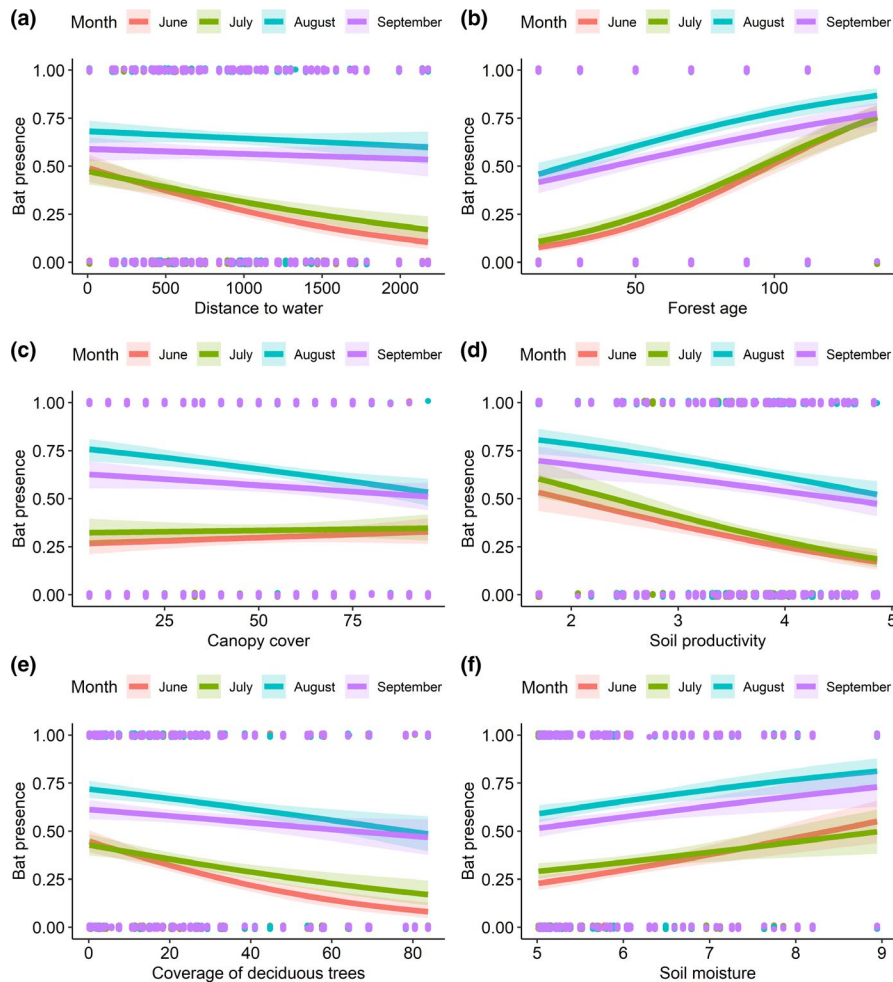 (a) Month June July August September
Bat presence
1.00
0.75
0.50
0.25
0.00
0 500 1000 1500 2000
Distance to water
(b) Month June July August September
Bat presence
1.00
0.75
0.50
0.25
0.00
50 100
Forest age
(c) Month June July August September
Bat presence
1.00
0.75
0.50
0.25
0.00
25 50 75
Canopy cover
(d) Month June July August September
Bat presence
1.00
0.75
0.50
0.25
0.00
2 3 4 5
Soil productivity
(e) Month June July August September
Bat presence
1.00
0.75
0.50
0.25
0.00
0 20 40 60 80
Coverage of deciduous trees
(f) Month June July August September
Bat presence
1.00
0.75
0.50
0.25
0.00
5 6 7 8 9
Soil moisture